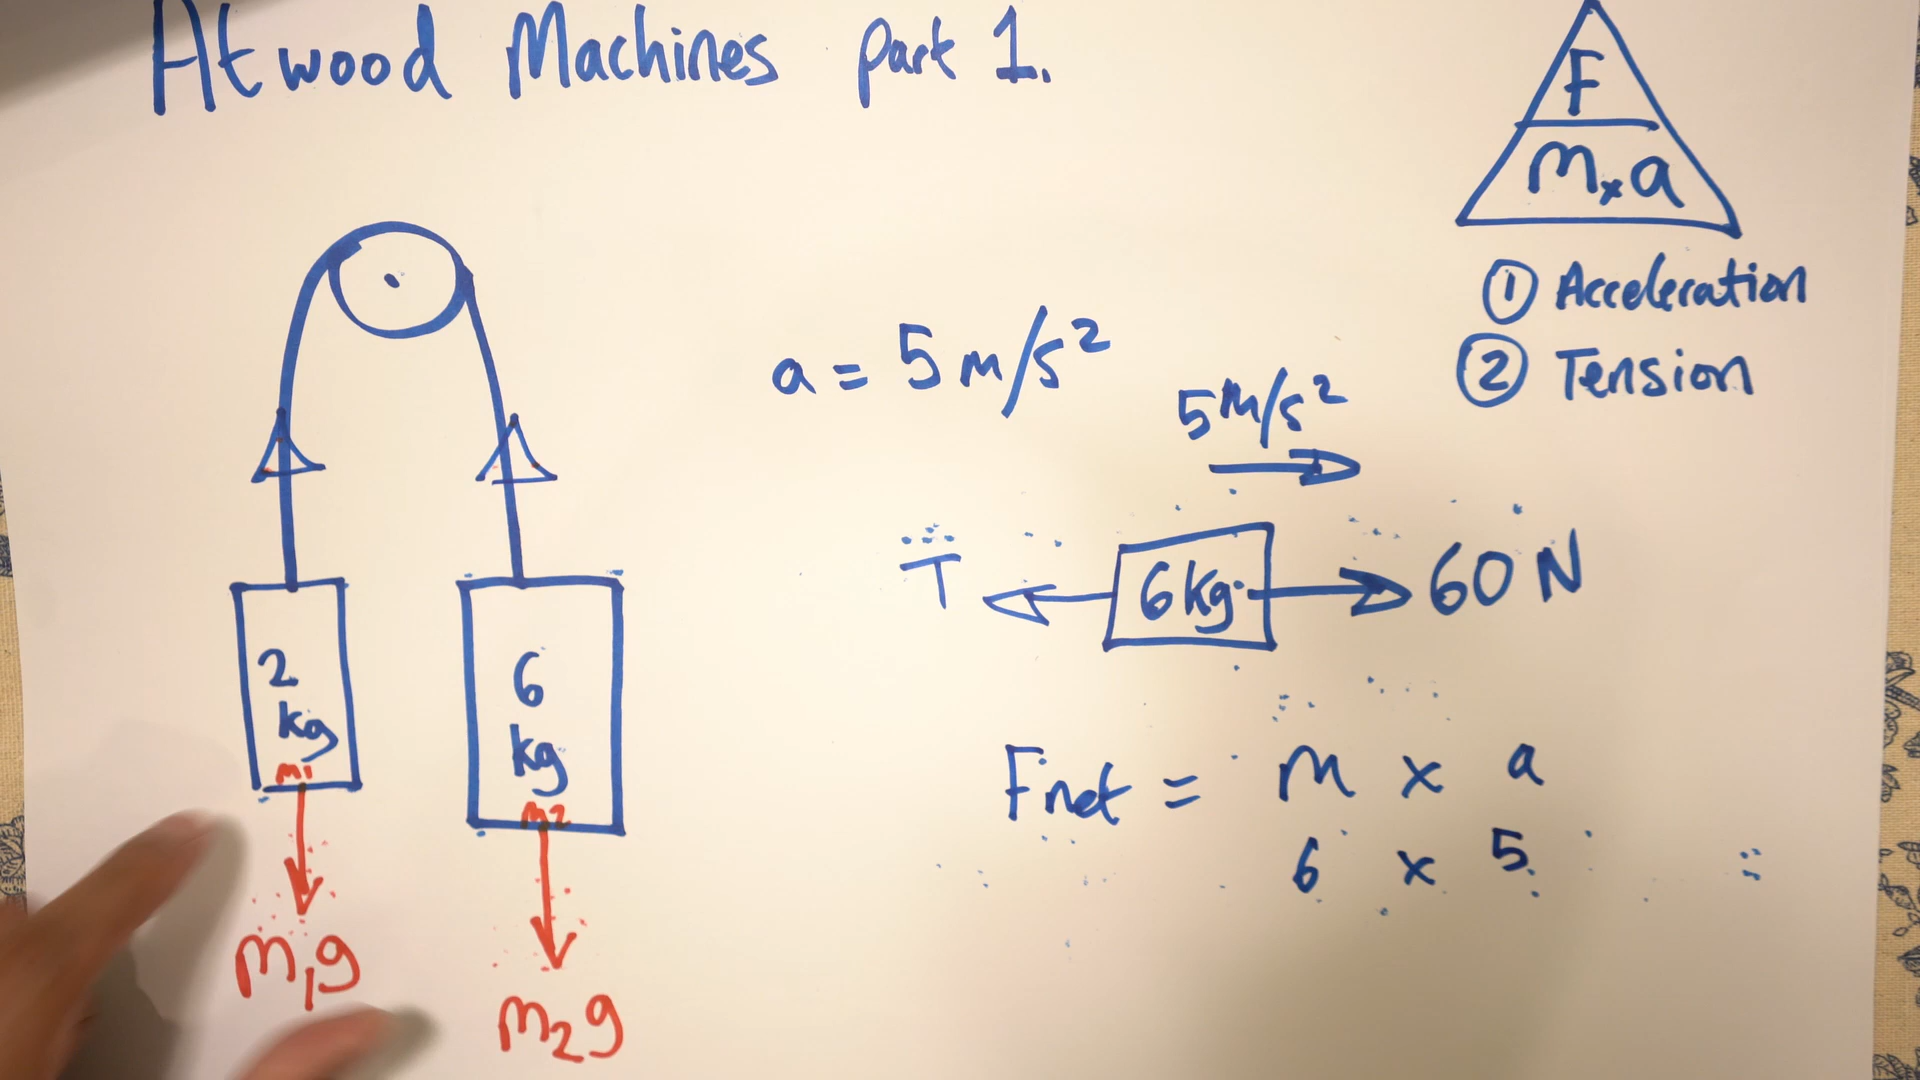 Atwood Machines part 1.
F
m x a
① Acceleration
② Tension
a = 5 m/s²
5 m/s²
T
6 kg
60 N
2
kg
m1
6
kg
m2
m₁g
m₂g
Fnet = m x a
6 x 5